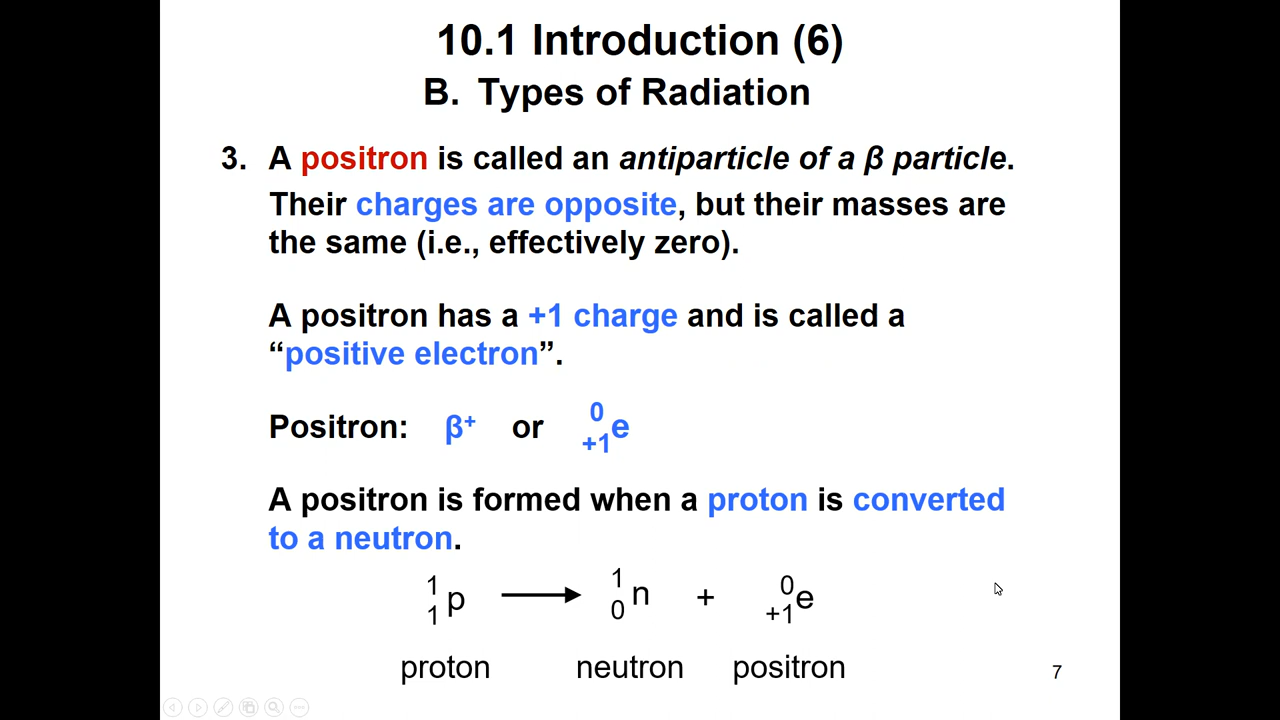 10.1 Introduction (6)
B. Types of Radiation
3. A positron is called an antiparticle of a β particle.
Their charges are opposite, but their masses are
the same (i.e., effectively zero).
A positron has a +1 charge and is called a
“positive electron”.
Positron: β⁺ or ⁰₊₁e
A positron is formed when a proton is converted
to a neutron.
¹₁p ⟶ ¹₀n + ⁰₊₁e
proton neutron positron
7